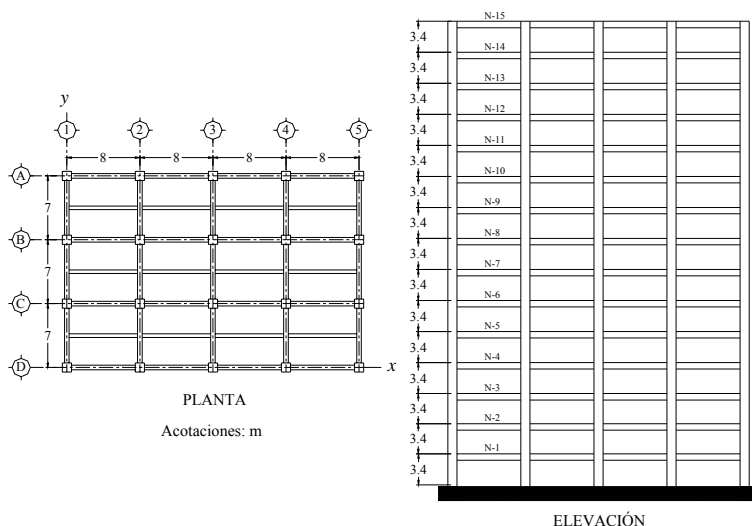 y
1 2 3 4 5
8 8 8 8
A
7
B
7
C
7
D
x
PLANTA
Acotaciones: m
N-15
3.4
N-14
3.4
N-13
3.4
N-12
3.4
N-11
3.4
N-10
3.4
N-9
3.4
N-8
3.4
N-7
3.4
N-6
3.4
N-5
3.4
N-4
3.4
N-3
3.4
N-2
3.4
N-1
3.4
ELEVACIÓN